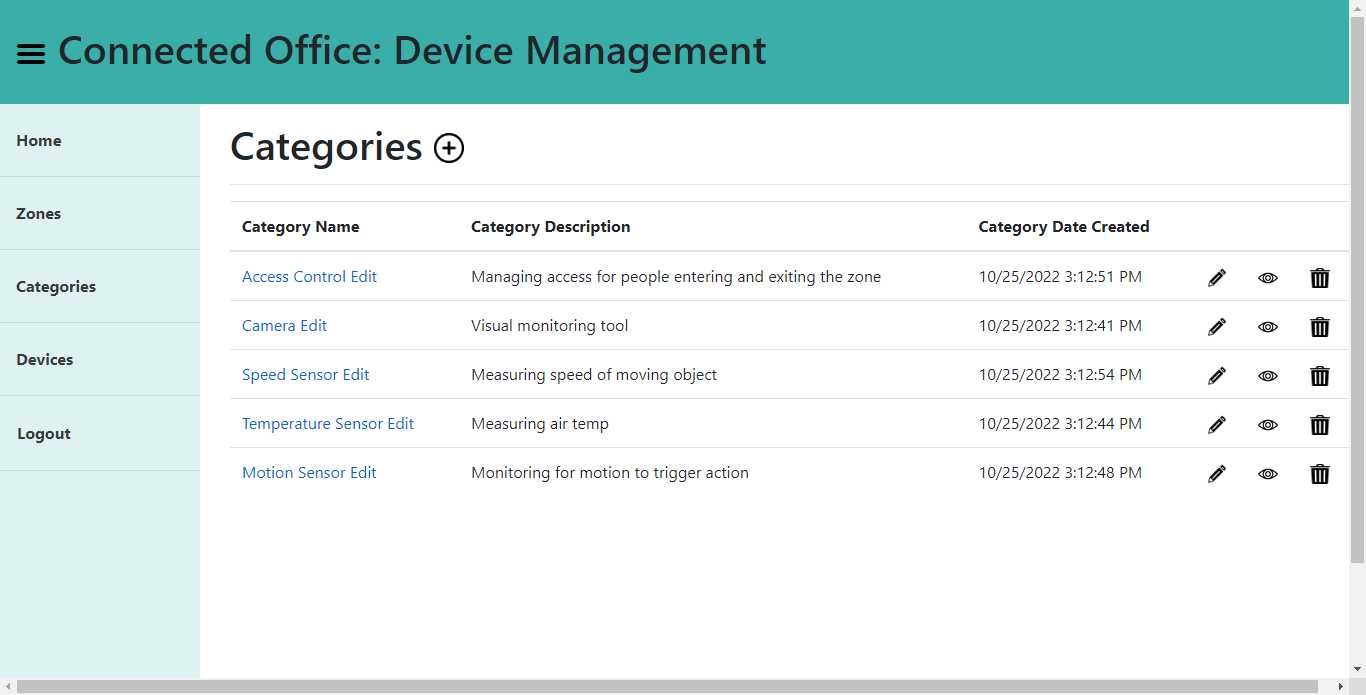 Connected Office: Device Management
Home
Zones
Categories
Devices
Logout
Categories
Category Name Category Description Category Date Created
Access Control Edit Managing access for people entering and exiting the zone 10/25/2022 3:12:51 PM
Camera Edit Visual monitoring tool 10/25/2022 3:12:41 PM
Speed Sensor Edit Measuring speed of moving object 10/25/2022 3:12:54 PM
Temperature Sensor Edit Measuring air temp 10/25/2022 3:12:44 PM
Motion Sensor Edit Monitoring for motion to trigger action 10/25/2022 3:12:48 PM